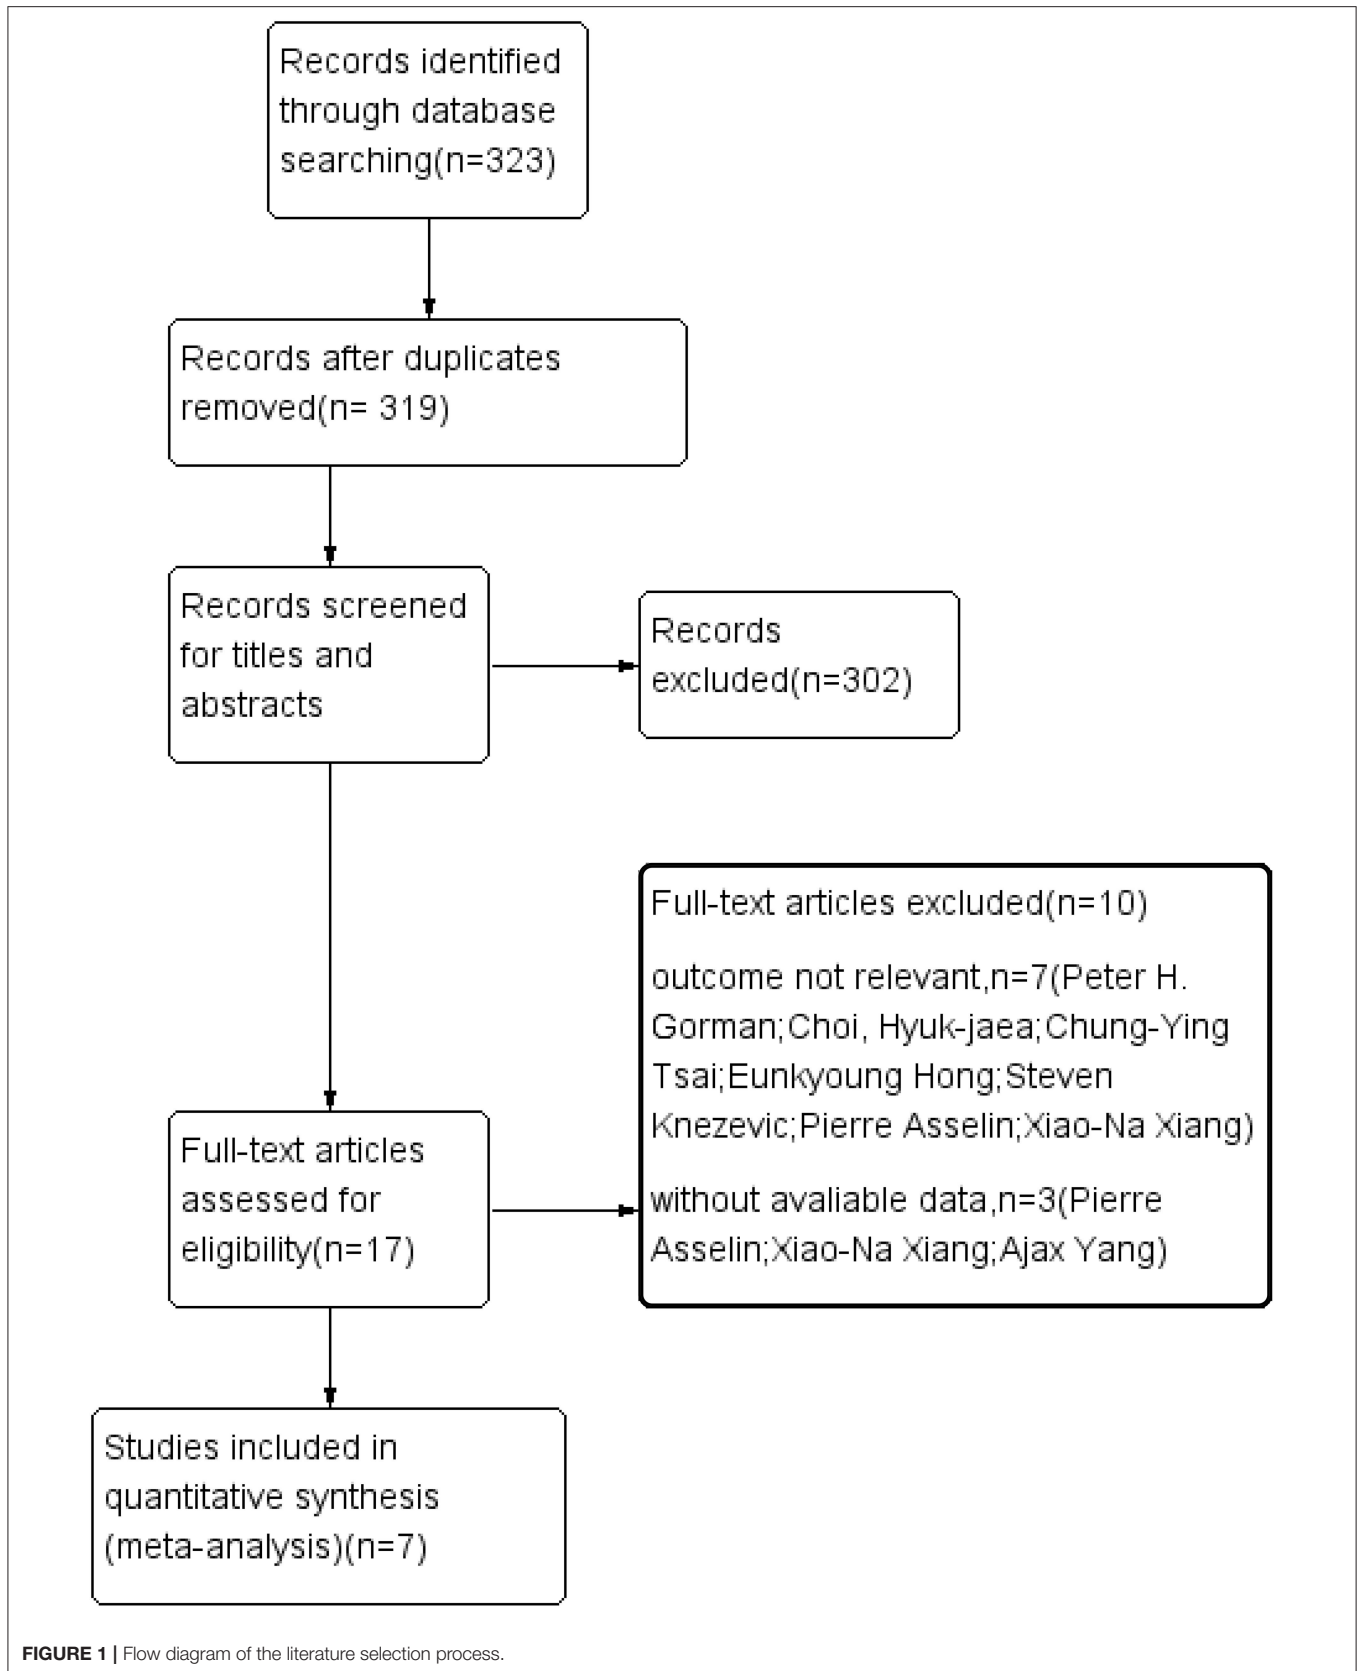 Records identified
through database
searching(n=323)
Records after duplicates
removed(n= 319)
Records screened
for titles and
abstracts
Records
excluded(n=302)
Full-text articles excluded(n=10)
outcome not relevant,n=7(Peter H.
Gorman;Choi, Hyuk-jaea;Chung-Ying
Tsai;Eunkyoung Hong;Steven
Knezevic;Pierre Asselin;Xiao-Na Xiang)
without avaliable data,n=3(Pierre
Asselin;Xiao-Na Xiang;Ajax Yang)
Full-text articles
assessed for
eligibility(n=17)
Studies included in
quantitative synthesis
(meta-analysis)(n=7)
FIGURE 1 | Flow diagram of the literature selection process.